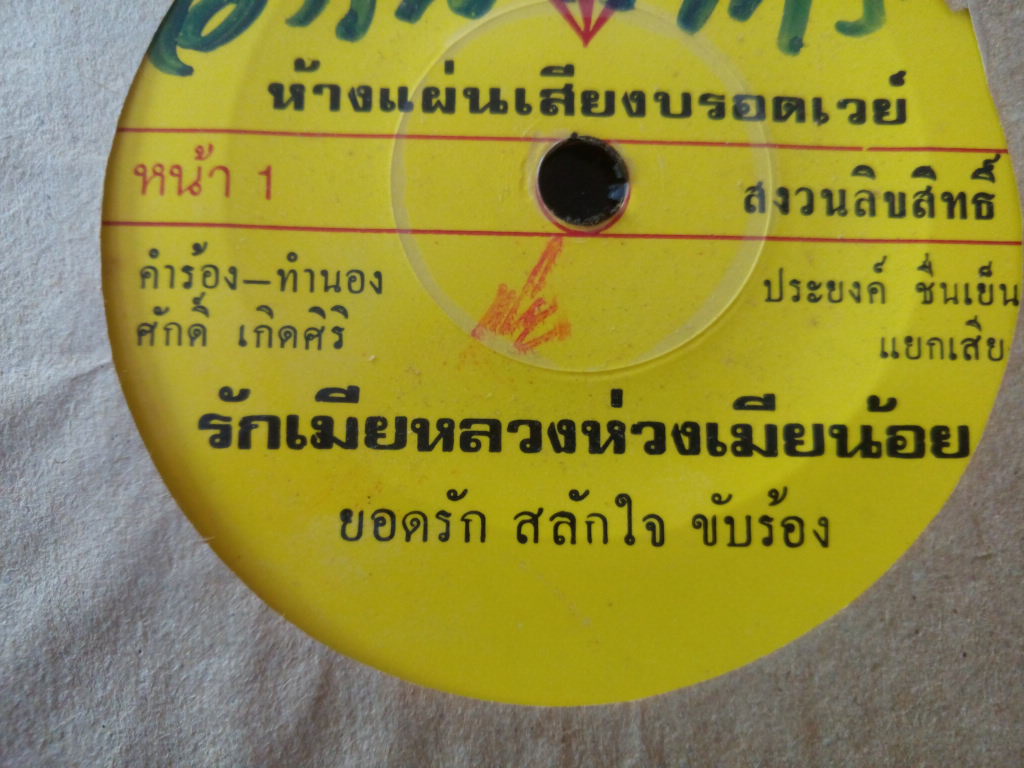 ห้างแผ่นเสียงบรอดเวย์
หน้า 1
สงวนลิขสิทธิ์
คำร้อง–ทำนอง
ศักดิ์ เกิดศิริ
ประยงค์ ชื่นเย็น
แยกเสีย
รักเมียหลวงห่วงเมียน้อย
ยอดรัก สลักใจ ขับร้อง